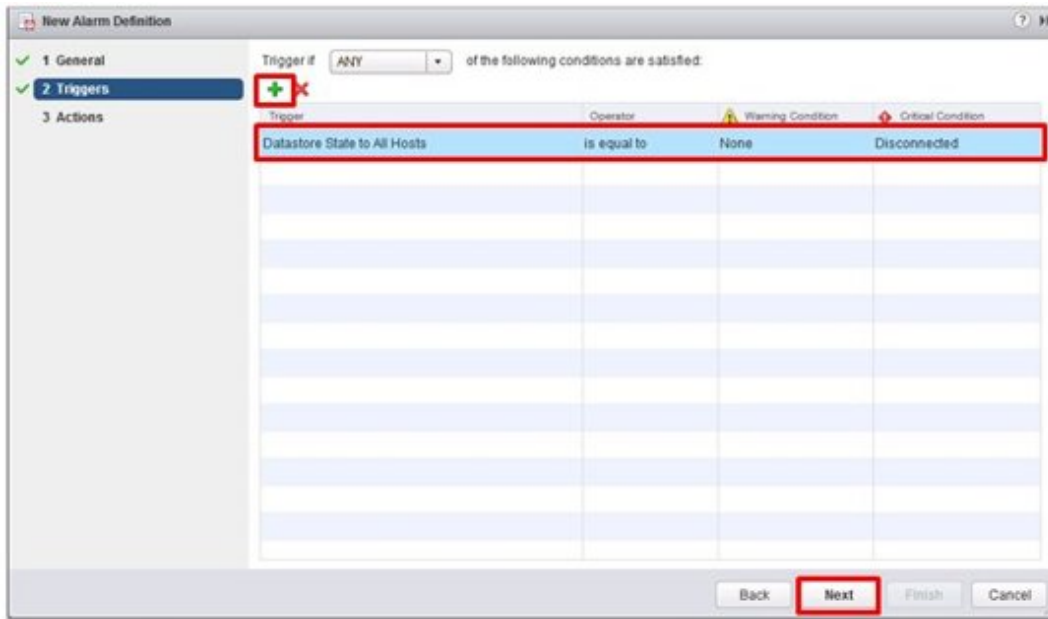 New Alarm Definition
?
1 General
2 Triggers
3 Actions
Trigger if ANY of the following conditions are satisfied:
Trigger Operator Warning Condition Critical Condition
Datastore State to All Hosts is equal to None Disconnected
Back Next Finish Cancel